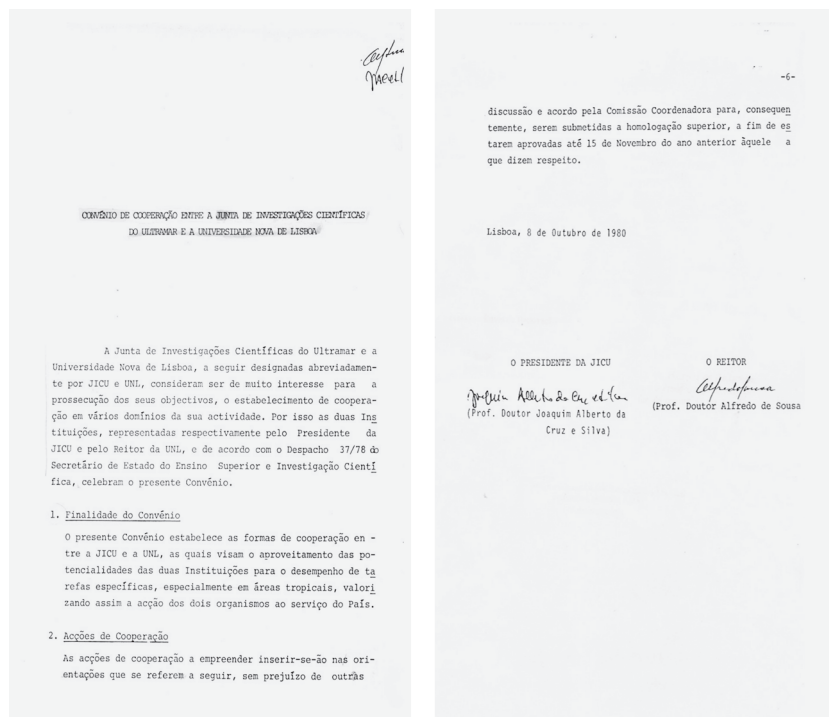 CONVÊNIO DE COOPERAÇÃO ENTRE A JUNTA DE INVESTIGAÇÕES CIENTÍFICAS
DO ULTRAMAR E A UNIVERSIDADE NOVA DE LISBOA
A Junta de Investigações Científicas do Ultramar e a
Universidade Nova de Lisboa, a seguir designadas abreviadamen-
te por JICU e UNL, consideram ser de muito interesse para a
prossecução dos seus objectivos, o estabelecimento de coopera-
ção em vários domínios da sua actividade. Por isso as duas Ins
tituições, representadas respectivamente pelo Presidente da
JICU e pelo Reitor da UNL, e de acordo com o Despacho 37/78 do
Secretário de Estado do Ensino Superior e Investigação Cientí
fica, celebram o presente Convénio.
1. Finalidade do Convénio
O presente Convénio estabelece as formas de cooperação en -
tre a JICU e a UNL, as quais visam o aproveitamento das po-
tencialidades das duas Instituições para o desempenho de ta
refas específicas, especialmente em áreas tropicais, valori
zando assim a acção dos dois organismos ao serviço do País.
2. Acções de Cooperação
As acções de cooperação a empreender inserir-se-ão nas ori-
entações que se referem a seguir, sem prejuízo de outras
-6-
discussão e acordo pela Comissão Coordenadora para, consequen
temente, serem submetidas a homologação superior, a fim de es
tarem aprovadas até 15 de Novembro do ano anterior àquele a
que dizem respeito.
Lisboa, 8 de Outubro de 1980
O PRESIDENTE DA JICU
Joaquim Alberto da Cruz e Silva
(Prof. Doutor Joaquim Alberto da
Cruz e Silva)
O REITOR
Alfredo Sousa
(Prof. Doutor Alfredo de Sousa